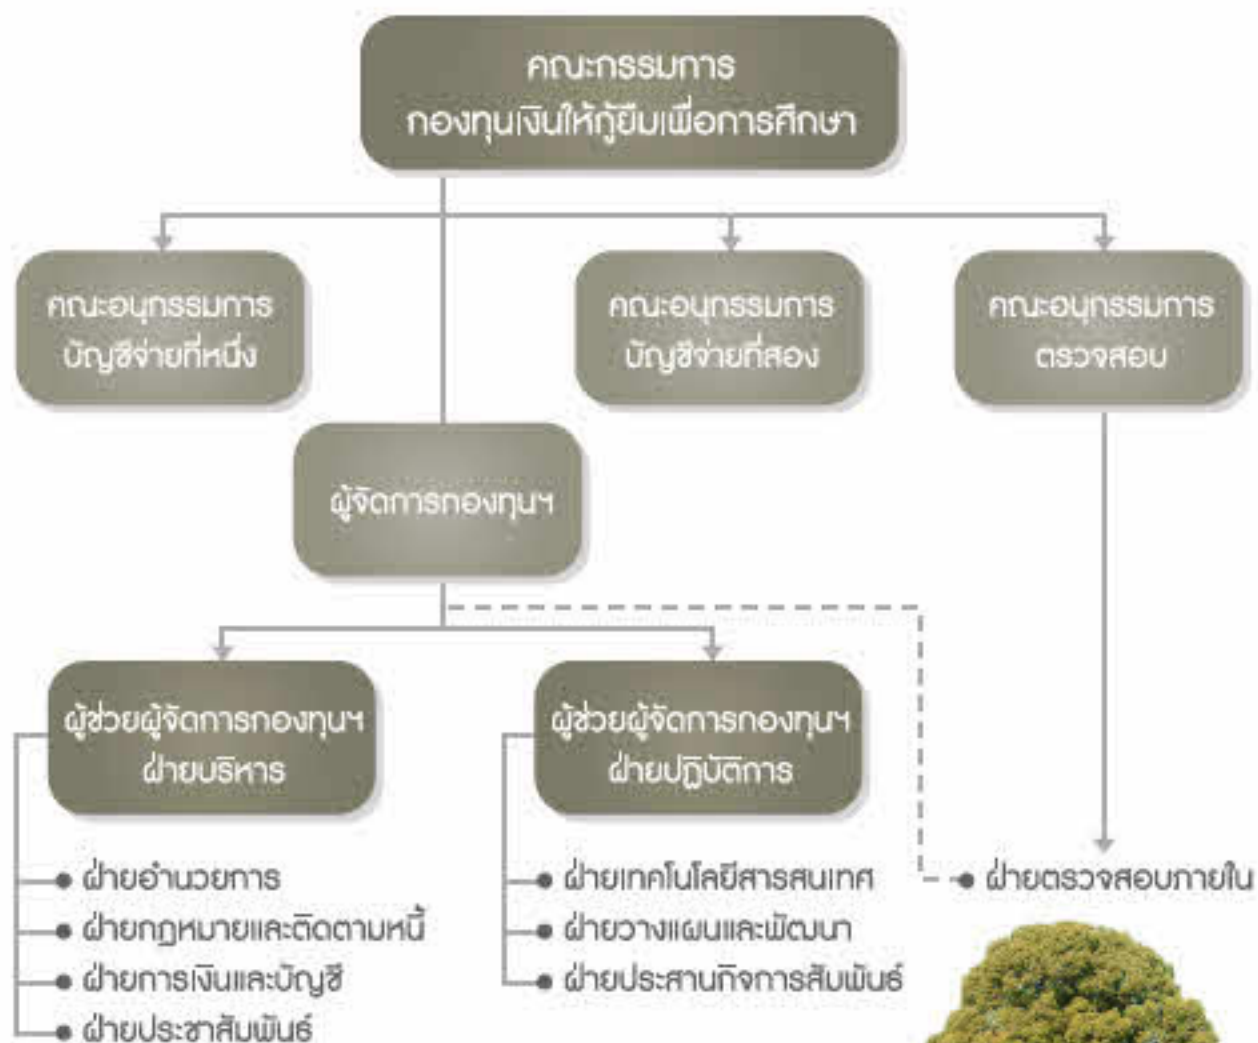 คณะกรรมการ
กองทุนเงินให้กู้ยืมเพื่อการศึกษา
คณะอนุกรรมการ
บัญชีจ่ายที่หนึ่ง
คณะอนุกรรมการ
บัญชีจ่ายที่สอง
คณะอนุกรรมการ
ตรวจสอบ
ผู้จัดการกองทุนฯ
ผู้ช่วยผู้จัดการกองทุนฯ
ฝ่ายบริหาร
ผู้ช่วยผู้จัดการกองทุนฯ
ฝ่ายปฏิบัติการ
ฝ่ายอำนวยการ
ฝ่ายกฎหมายและติดตามหนี้
ฝ่ายการเงินและบัญชี
ฝ่ายประชาสัมพันธ์
ฝ่ายเทคโนโลยีสารสนเทศ
ฝ่ายวางแผนและพัฒนา
ฝ่ายประสานกิจการสัมพันธ์
ฝ่ายตรวจสอบภายใน